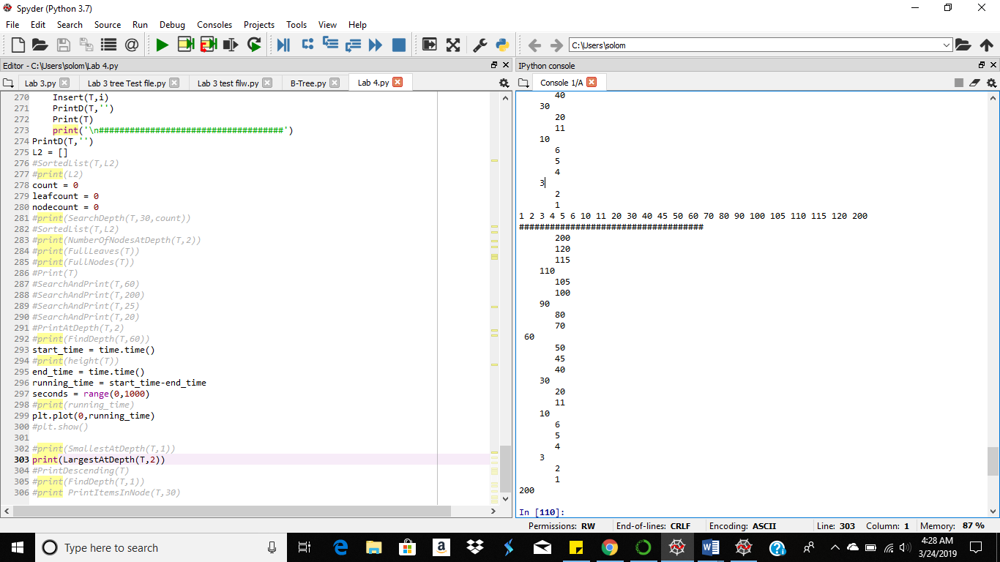 Spyder (Python 3.7)
File Edit Search Source Run Debug Consoles Projects Tools View Help
C:\Users\solom
Editor - C:\Users\solom\Lab 4.py
Lab 3.py Lab 3 tree Test file.py Lab 3 test filw.py B-Tree.py Lab 4.py
270 Insert(T,i)
271 PrintD(T,'')
272 Print(T)
273 print('\n####################################')
274 PrintD(T,'')
275 L2 = []
276 #SortedList(T,L2)
277 #print(L2)
278 count = 0
279 leafcount = 0
280 nodecount = 0
281 #print(SearchDepth(T,30,count))
282 #SortedList(T,L2)
283 #print(NumberOfNodesAtDepth(T,2))
284 #print(FullLeaves(T))
285 #print(FullNodes(T))
286 #Print(T)
287 #SearchAndPrint(T,60)
288 #SearchAndPrint(T,200)
289 #SearchAndPrint(T,25)
290 #SearchAndPrint(T,20)
291 #PrintAtDepth(T,2)
292 #print(FindDepth(T,60))
293 start_time = time.time()
294 #print(height(T))
295 end_time = time.time()
296 running_time = start_time-end_time
297 seconds = range(0,1000)
298 #print(running_time)
299 plt.plot(0,running_time)
300 #plt.show()
301
302 #print(SmallestAtDepth(T,1))
303 print(LargestAtDepth(T,2))
304 #PrintDescending(T)
305 #print(FindDepth(T,1))
306 #print PrintItemsInNode(T,30)
IPython console
Console 1/A
40
30
20
11
10
6
5
4
3
2
1
1 2 3 4 5 6 10 11 20 30 40 45 50 60 70 80 90 100 105 110 115 120 200
####################################
200
120
115
110
105
100
90
80
70
60
50
45
40
30
20
11
10
6
5
4
3
2
1
200
In [110]:
Permissions: RW End-of-lines: CRLF Encoding: ASCII Line: 303 Column: 1 Memory: 87 %
Type here to search
4:28 AM
3/24/2019